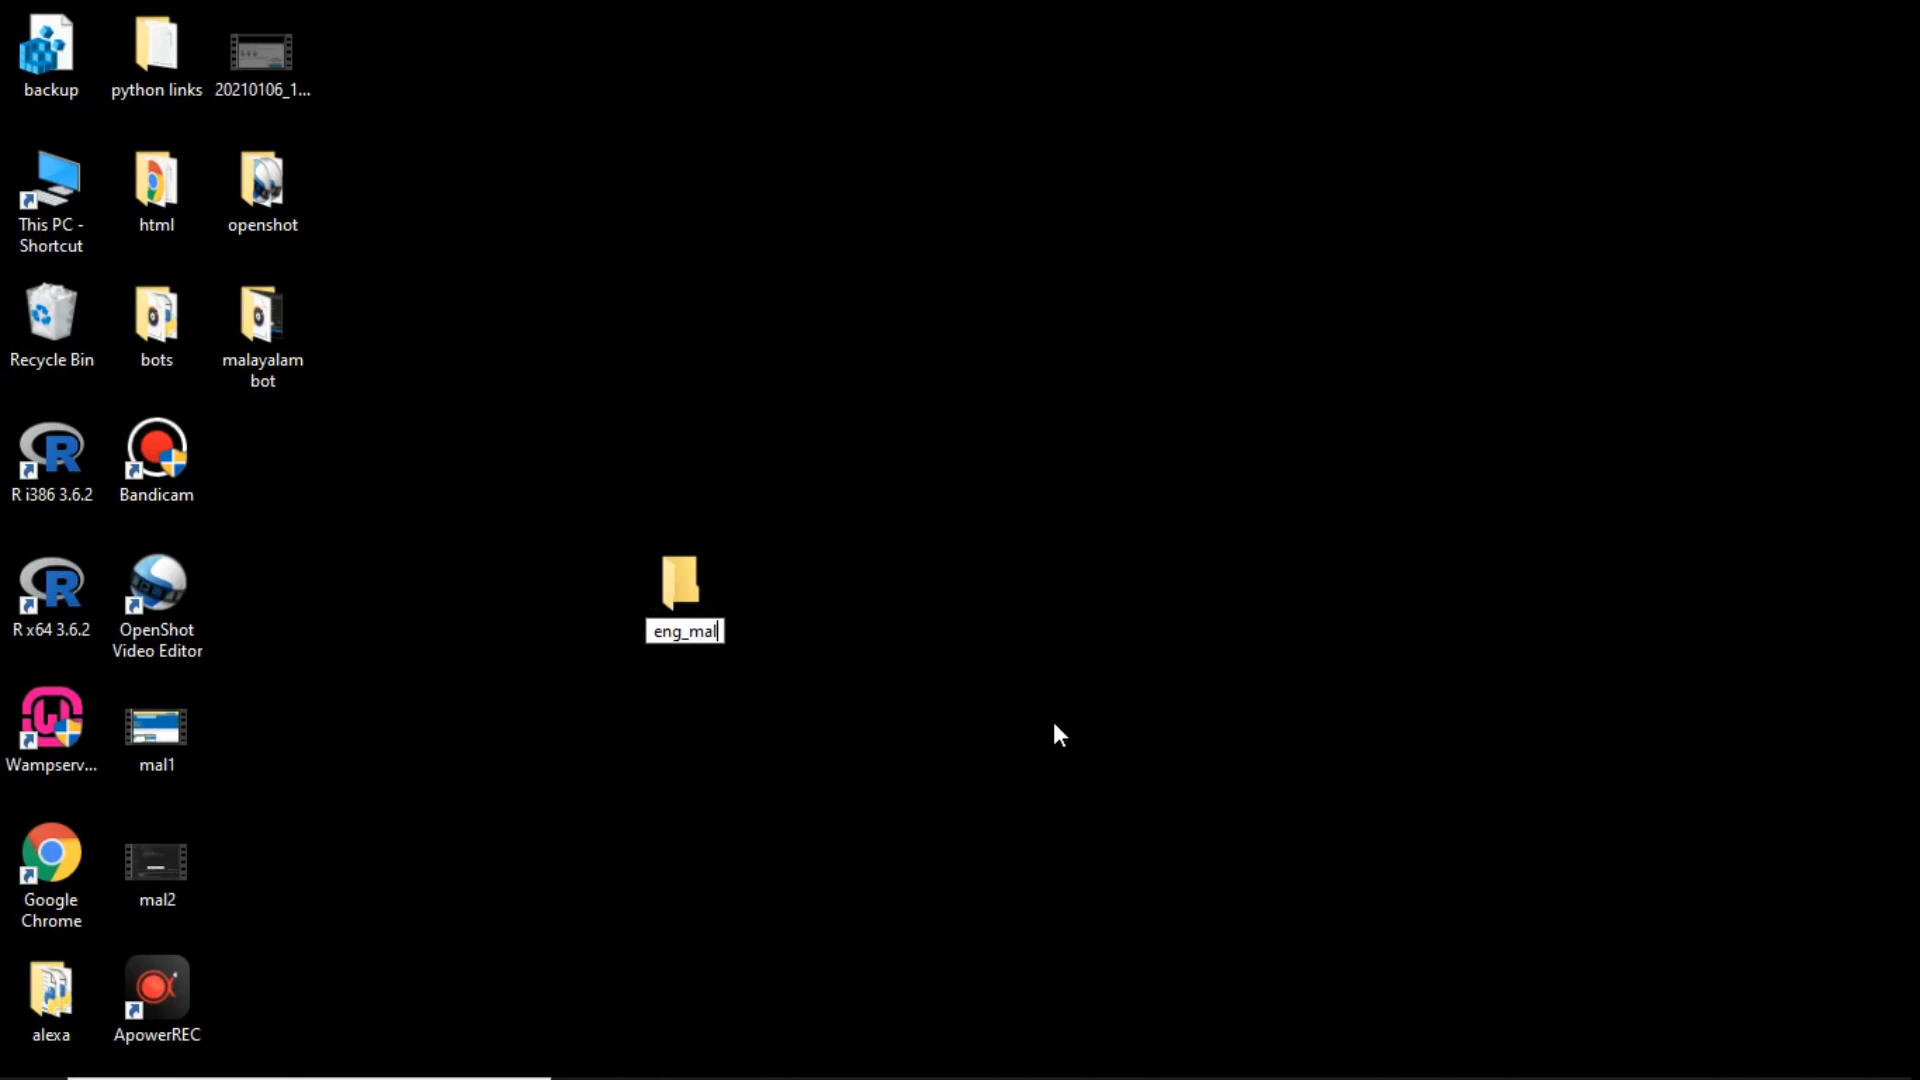 backup
python links
20210106_1...
This PC -
Shortcut
html
openshot
Recycle Bin
bots
malayalam
bot
R i386 3.6.2
Bandicam
R x64 3.6.2
OpenShot
Video Editor
eng_mal
Wampserv...
mal1
Google
Chrome
mal2
alexa
ApowerREC